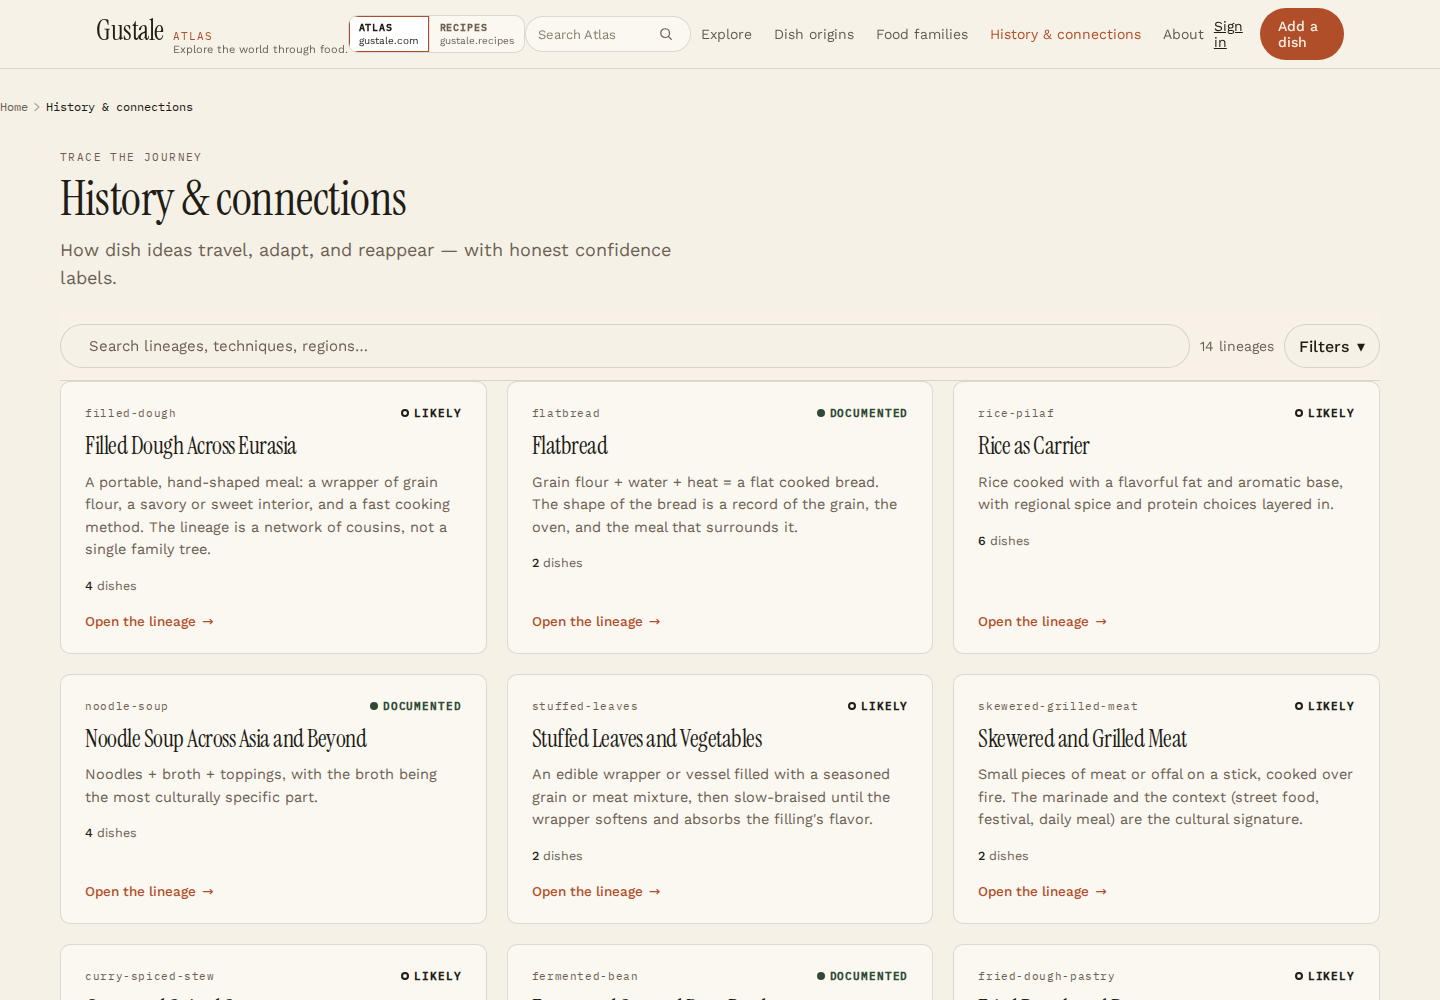 Gustale ATLAS
Explore the world through food.
ATLAS
gustale.com
RECIPES
gustale.recipes
Search Atlas
Explore
Dish origins
Food families
History & connections
About
Sign in
Add a dish
Home > History & connections
TRACE THE JOURNEY
History & connections
How dish ideas travel, adapt, and reappear — with honest confidence
labels.
Search lineages, techniques, regions...
14 lineages
Filters ▾
filled-dough
LIKELY
Filled Dough Across Eurasia
A portable, hand-shaped meal: a wrapper of grain
flour, a savory or sweet interior, and a fast cooking
method. The lineage is a network of cousins, not a
single family tree.
4 dishes
Open the lineage →
flatbread
DOCUMENTED
Flatbread
Grain flour + water + heat = a flat cooked bread.
The shape of the bread is a record of the grain, the
oven, and the meal that surrounds it.
2 dishes
Open the lineage →
rice-pilaf
LIKELY
Rice as Carrier
Rice cooked with a flavorful fat and aromatic base,
with regional spice and protein choices layered in.
6 dishes
Open the lineage →
noodle-soup
DOCUMENTED
Noodle Soup Across Asia and Beyond
Noodles + broth + toppings, with the broth being
the most culturally specific part.
4 dishes
Open the lineage →
stuffed-leaves
LIKELY
Stuffed Leaves and Vegetables
An edible wrapper or vessel filled with a seasoned
grain or meat mixture, then slow-braised until the
wrapper softens and absorbs the filling's flavor.
2 dishes
Open the lineage →
skewered-grilled-meat
LIKELY
Skewered and Grilled Meat
Small pieces of meat or offal on a stick, cooked over
fire. The marinade and the context (street food,
festival, daily meal) are the cultural signature.
2 dishes
Open the lineage →
curry-spiced-stew
LIKELY
fermented-bean
DOCUMENTED
fried-dough-pastry
LIKELY